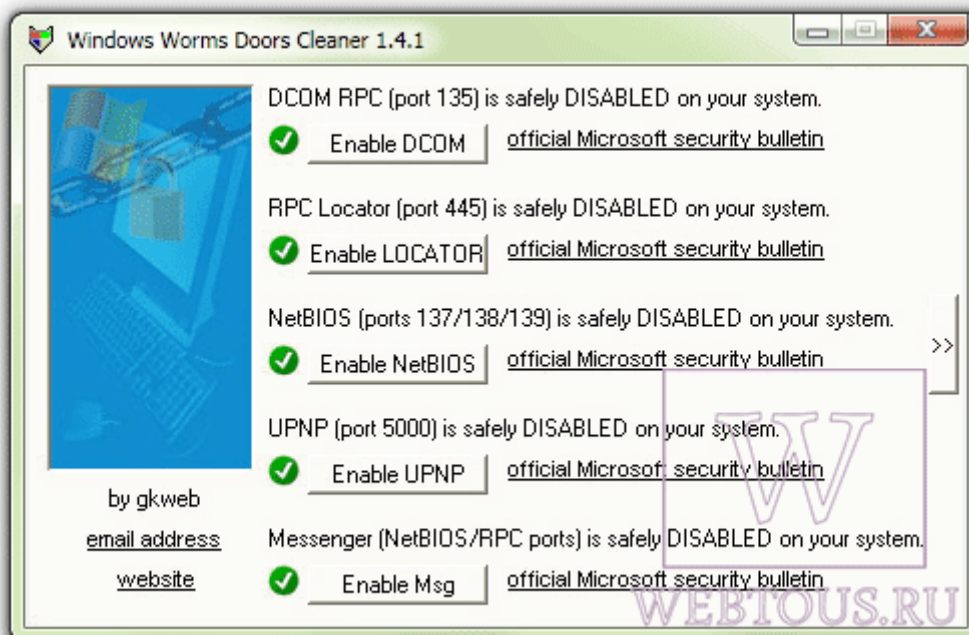 Windows Worms Doors Cleaner 1.4.1
DCOM RPC (port 135) is safely DISABLED on your system.
Enable DCOM official Microsoft security bulletin
RPC Locator (port 445) is safely DISABLED on your system.
Enable LOCATOR official Microsoft security bulletin
NetBIOS (ports 137/138/139) is safely DISABLED on your system.
>>
Enable NetBIOS official Microsoft security bulletin
UPNP (port 5000) is safely DISABLED on your system.
Enable UPNP official Microsoft security bulletin
by gkweb
email address
website
Messenger (NetBIOS/RPC ports) is safely DISABLED on your system.
Enable Msg official Microsoft security bulletin
W
WEBTOUS.RU